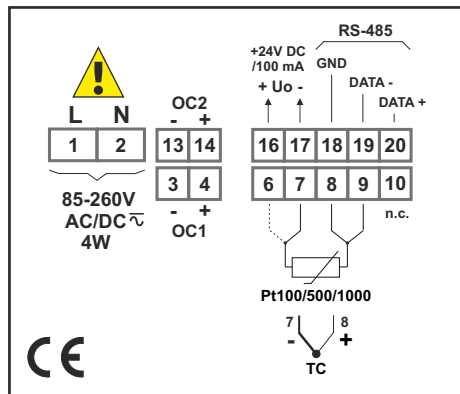 RS-485
+24V DC
/100 mA
GND
+ Uo -
DATA -
DATA +
L N
OC2
- +
1 2 13 14 16 17 18 19 20
3 4 6 7 8 9 10
85-260V
AC/DC
4W
- +
OC1
n.c.
Pt100/500/1000
7 8
- +
TC
CE